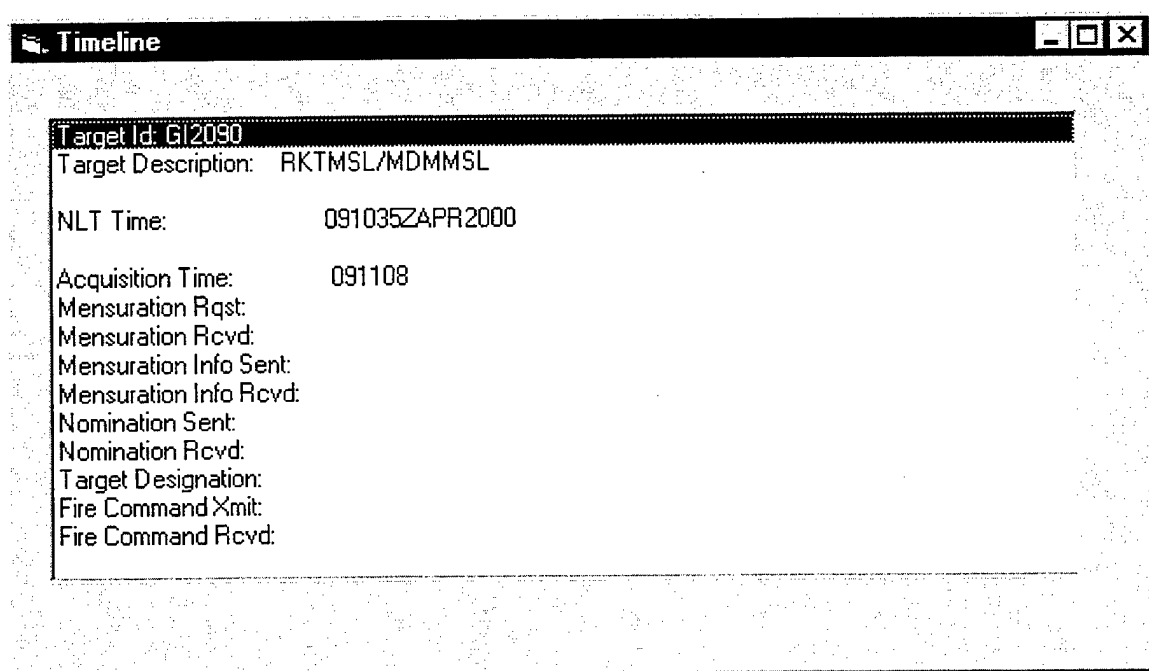 Timeline
Target Id: GI2090
Target Description: RKTMSL/MDMMSL
NLT Time: 091035ZAPR2000
Acquisition Time: 091108
Mensuration Rqst:
Mensuration Rcvd:
Mensuration Info Sent:
Mensuration Info Rcvd:
Nomination Sent:
Nomination Rcvd:
Target Designation:
Fire Command Xmit:
Fire Command Rcvd: